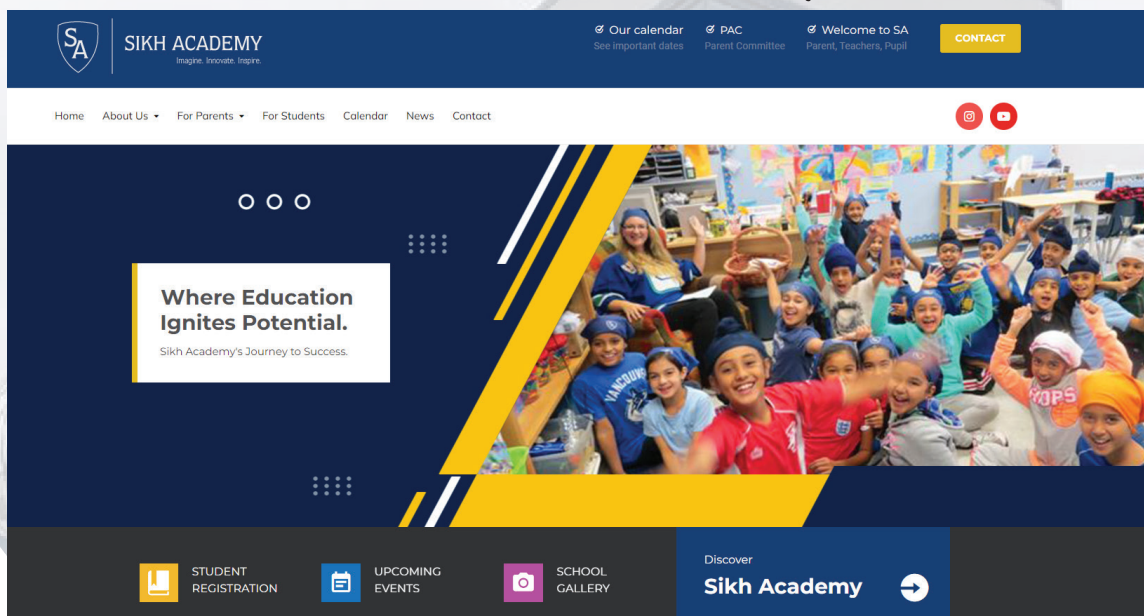 SA
SIKH ACADEMY
Imagine. Innovate. Inspire.
Our calendar
See important dates
PAC
Parent Committee
Welcome to SA
Parent, Teachers, Pupil
CONTACT
Home About Us For Parents For Students Calendar News Contact
Where Education
Ignites Potential.
Sikh Academy's Journey to Success.
VANCOUV
HOPS
STUDENT
REGISTRATION
UPCOMING
EVENTS
SCHOOL
GALLERY
Discover
Sikh Academy